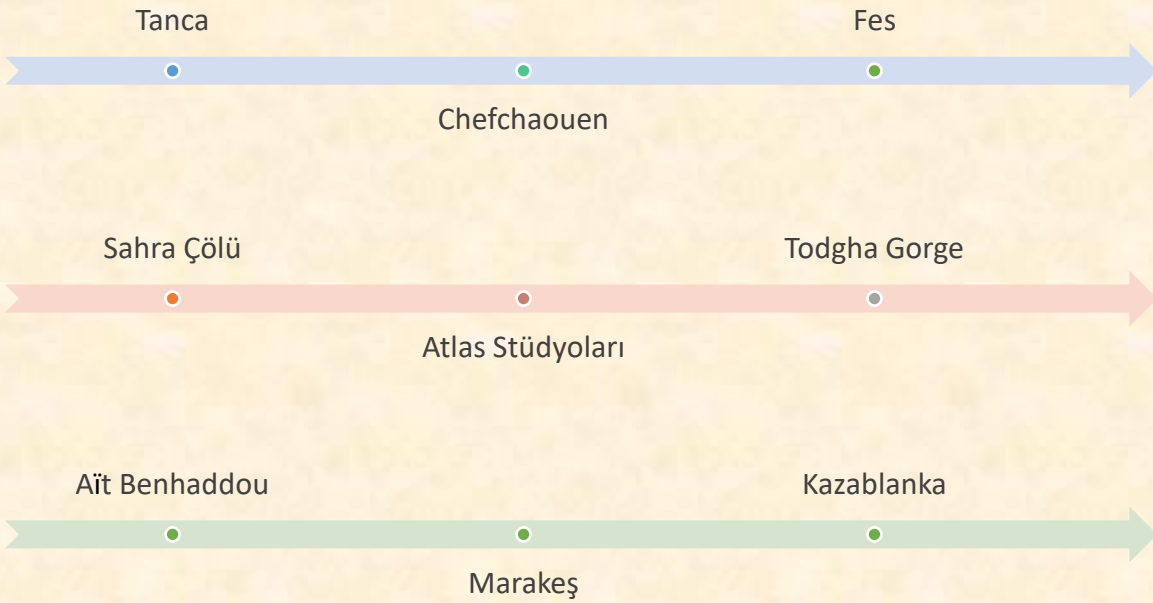 Tanca
Chefchaouen
Fes
Sahra Çölü
Atlas Stüdyoları
Todgha Gorge
Aït Benhaddou
Marakeş
Kazablanka